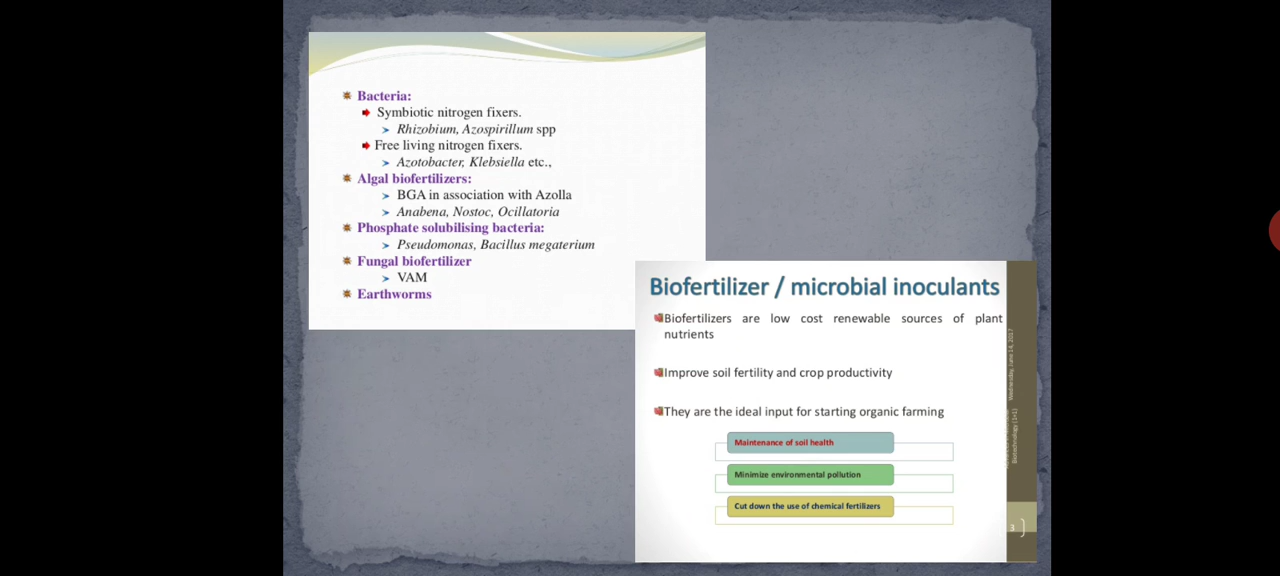 Bacteria:
Symbiotic nitrogen fixers.
Rhizobium, Azospirillum spp
Free living nitrogen fixers.
Azotobacter, Klebsiella etc.,
Algal biofertilizers:
BGA in association with Azolla
Anabena, Nostoc, Ocillatoria
Phosphate solubilising bacteria:
Pseudomonas, Bacillus megaterium
Fungal biofertilizer
VAM
Earthworms
Biofertilizer / microbial inoculants
Biofertilizers are low cost renewable sources of plant
nutrients
Improve soil fertility and crop productivity
They are the ideal input for starting organic farming
Maintenance of soil health
Minimize environmental pollution
Cut down the use of chemical fertilizers
Wednesday, June 14, 2017
Biotechnology (1+1)
3